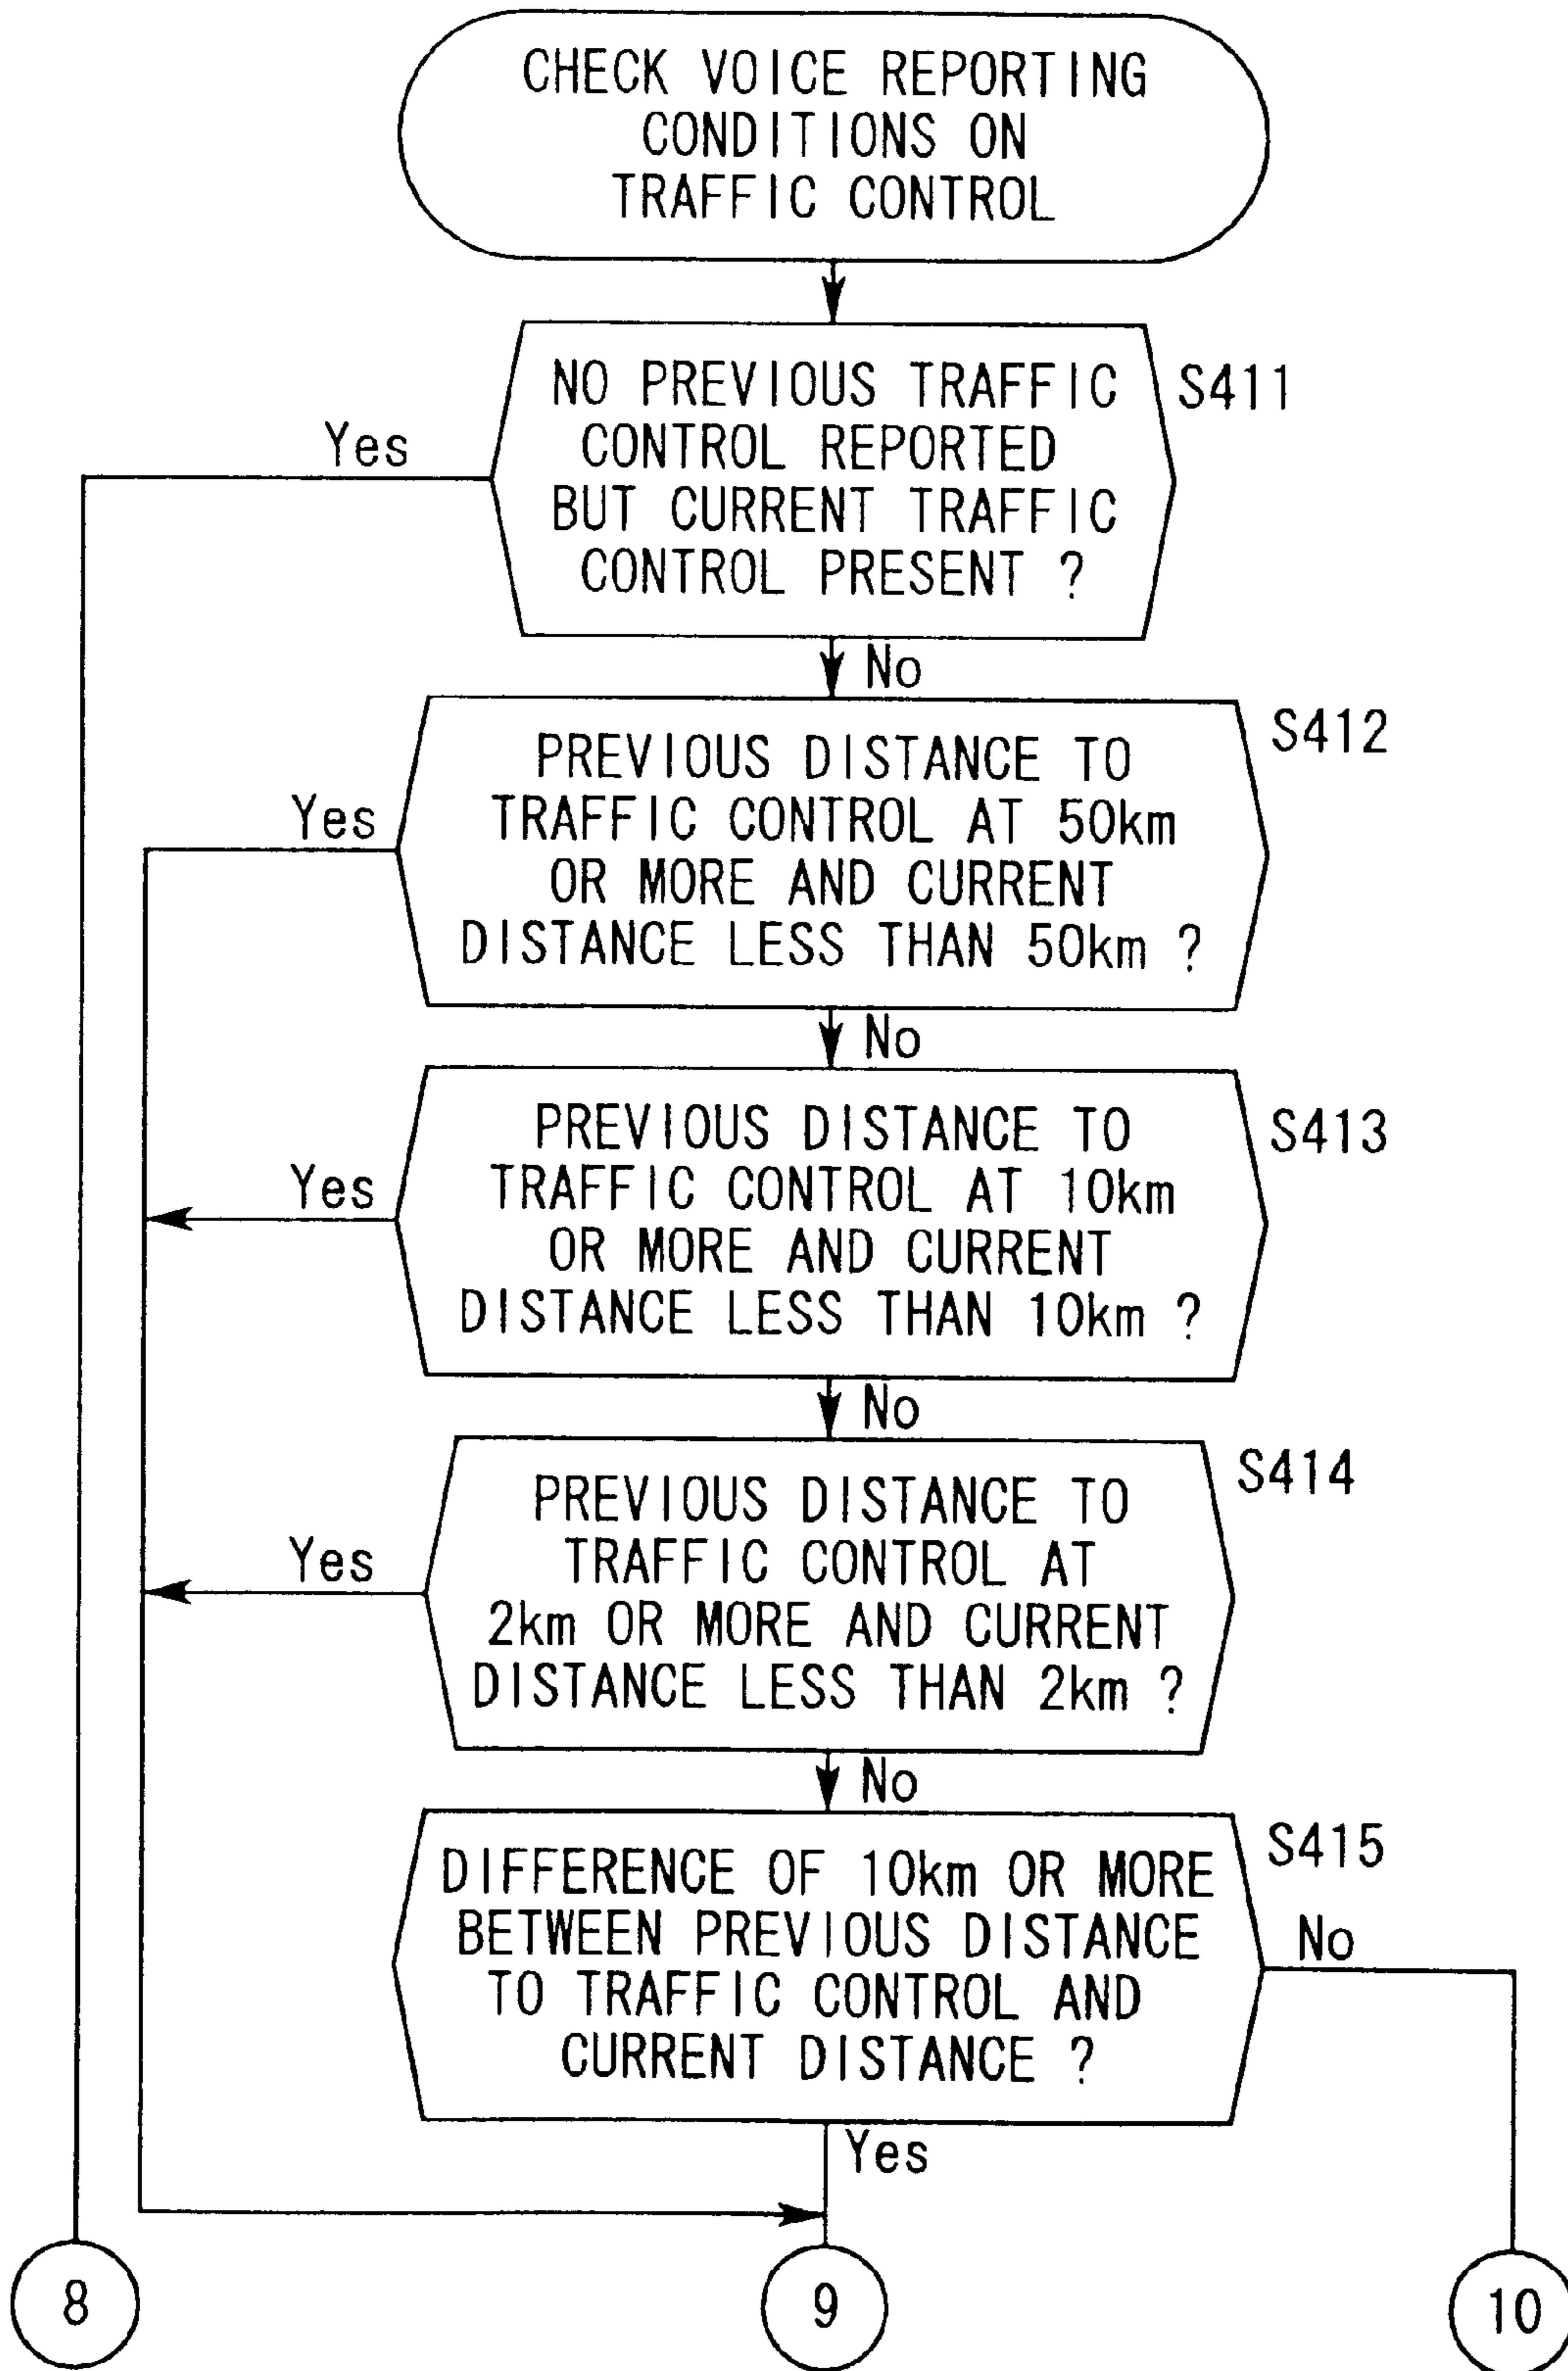 CHECK VOICE REPORTING
CONDITIONS ON
TRAFFIC CONTROL
NO PREVIOUS TRAFFIC
CONTROL REPORTED
BUT CURRENT TRAFFIC
CONTROL PRESENT ?
S411
Yes
No
PREVIOUS DISTANCE TO
TRAFFIC CONTROL AT 50km
OR MORE AND CURRENT
DISTANCE LESS THAN 50km ?
S412
Yes
No
PREVIOUS DISTANCE TO
TRAFFIC CONTROL AT 10km
OR MORE AND CURRENT
DISTANCE LESS THAN 10km ?
S413
Yes
No
PREVIOUS DISTANCE TO
TRAFFIC CONTROL AT
2km OR MORE AND CURRENT
DISTANCE LESS THAN 2km ?
S414
Yes
No
DIFFERENCE OF 10km OR MORE
BETWEEN PREVIOUS DISTANCE
TO TRAFFIC CONTROL AND
CURRENT DISTANCE ?
S415
No
Yes
8
9
10